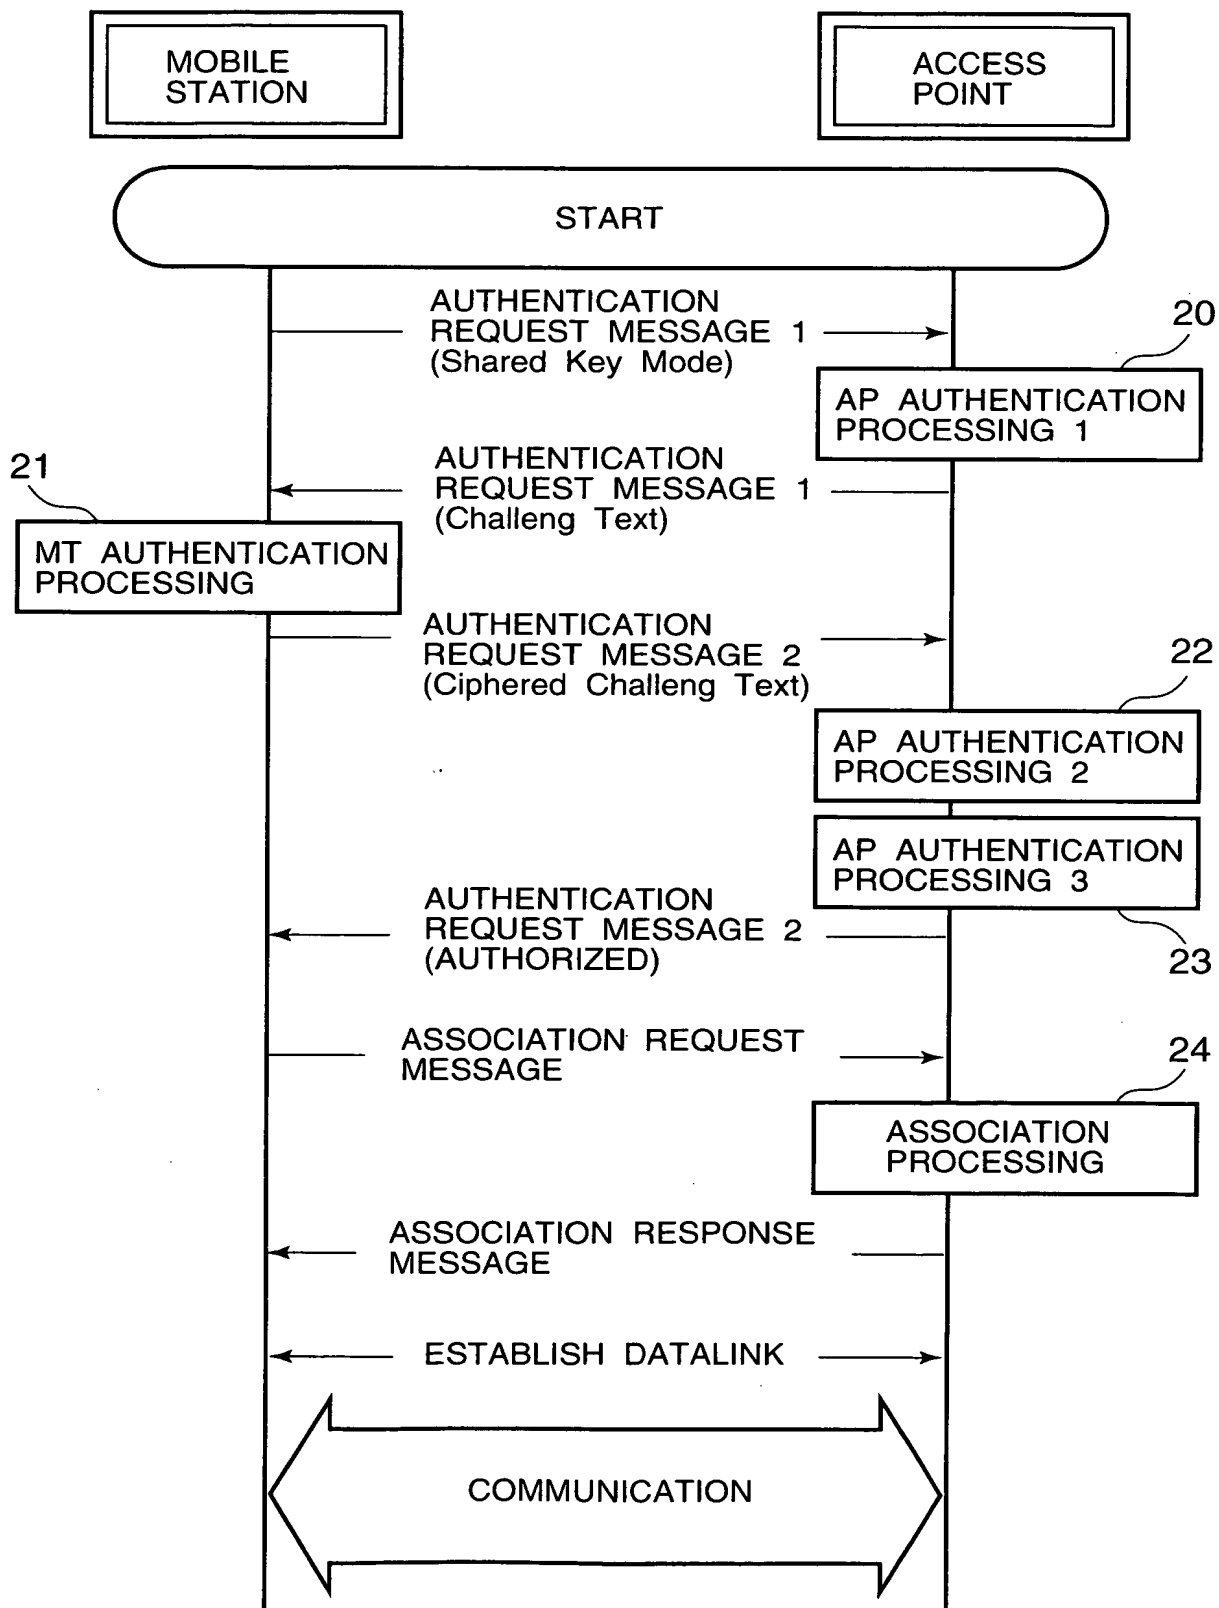 MOBILE
STATION
ACCESS
POINT
START
AUTHENTICATION
REQUEST MESSAGE 1
(Shared Key Mode)
20
AP AUTHENTICATION
PROCESSING 1
21
AUTHENTICATION
REQUEST MESSAGE 1
(Challeng Text)
MT AUTHENTICATION
PROCESSING
AUTHENTICATION
REQUEST MESSAGE 2
(Ciphered Challeng Text)
22
AP AUTHENTICATION
PROCESSING 2
AP AUTHENTICATION
PROCESSING 3
23
AUTHENTICATION
REQUEST MESSAGE 2
(AUTHORIZED)
ASSOCIATION REQUEST
MESSAGE
24
ASSOCIATION
PROCESSING
ASSOCIATION RESPONSE
MESSAGE
ESTABLISH DATALINK
COMMUNICATION